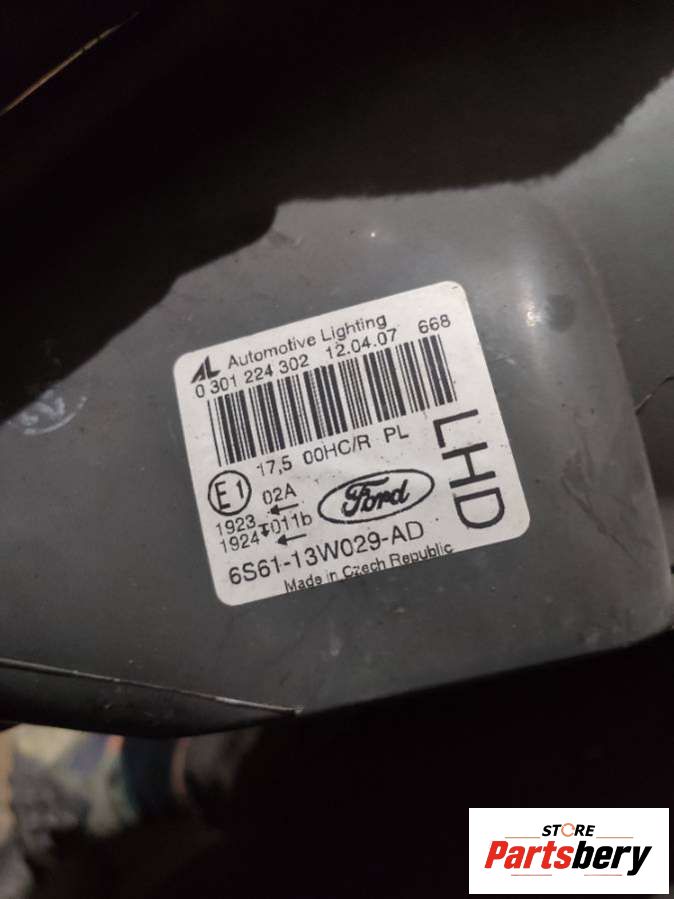 AL Automotive Lighting
0 301 224 302 12.04.07 668
17,5 00HC/R PL
LHD
E1 02A
1923
1924 011b
Ford
6S61-13W029-AD
Made in Czech Republic
STORE
Partsbery